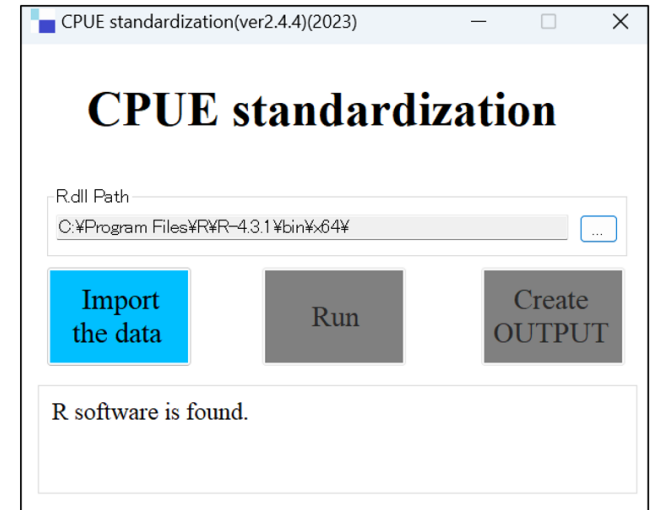 CPUE standardization(ver2.4.4)(2023)
CPUE standardization
R.dll Path
C:¥Program Files¥R¥R-4.3.1¥bin¥x64¥
...
Import
the data
Run
Create
OUTPUT
R software is found.